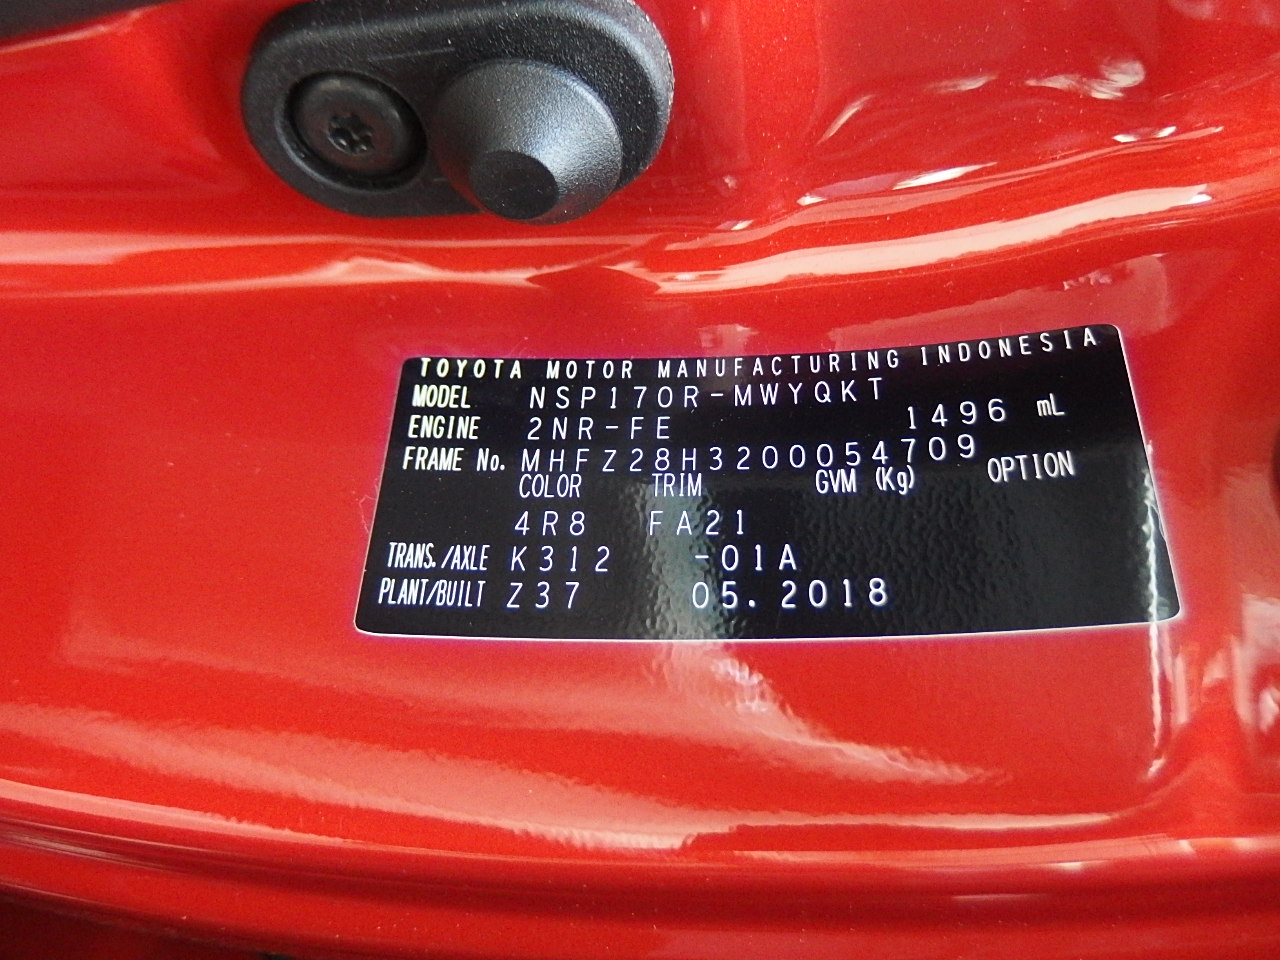 TOYOTA MOTOR MANUFACTURING INDONESIA
MODEL NSP170R-MWYQKT
ENGINE 2NR-FE 1496 mL
FRAME No. MHFZ28H3200054709
COLOR TRIM GVM (Kg) OPTION
4R8 FA21
TRANS./AXLE K312 -01A
PLANT/BUILT Z37 05.2018